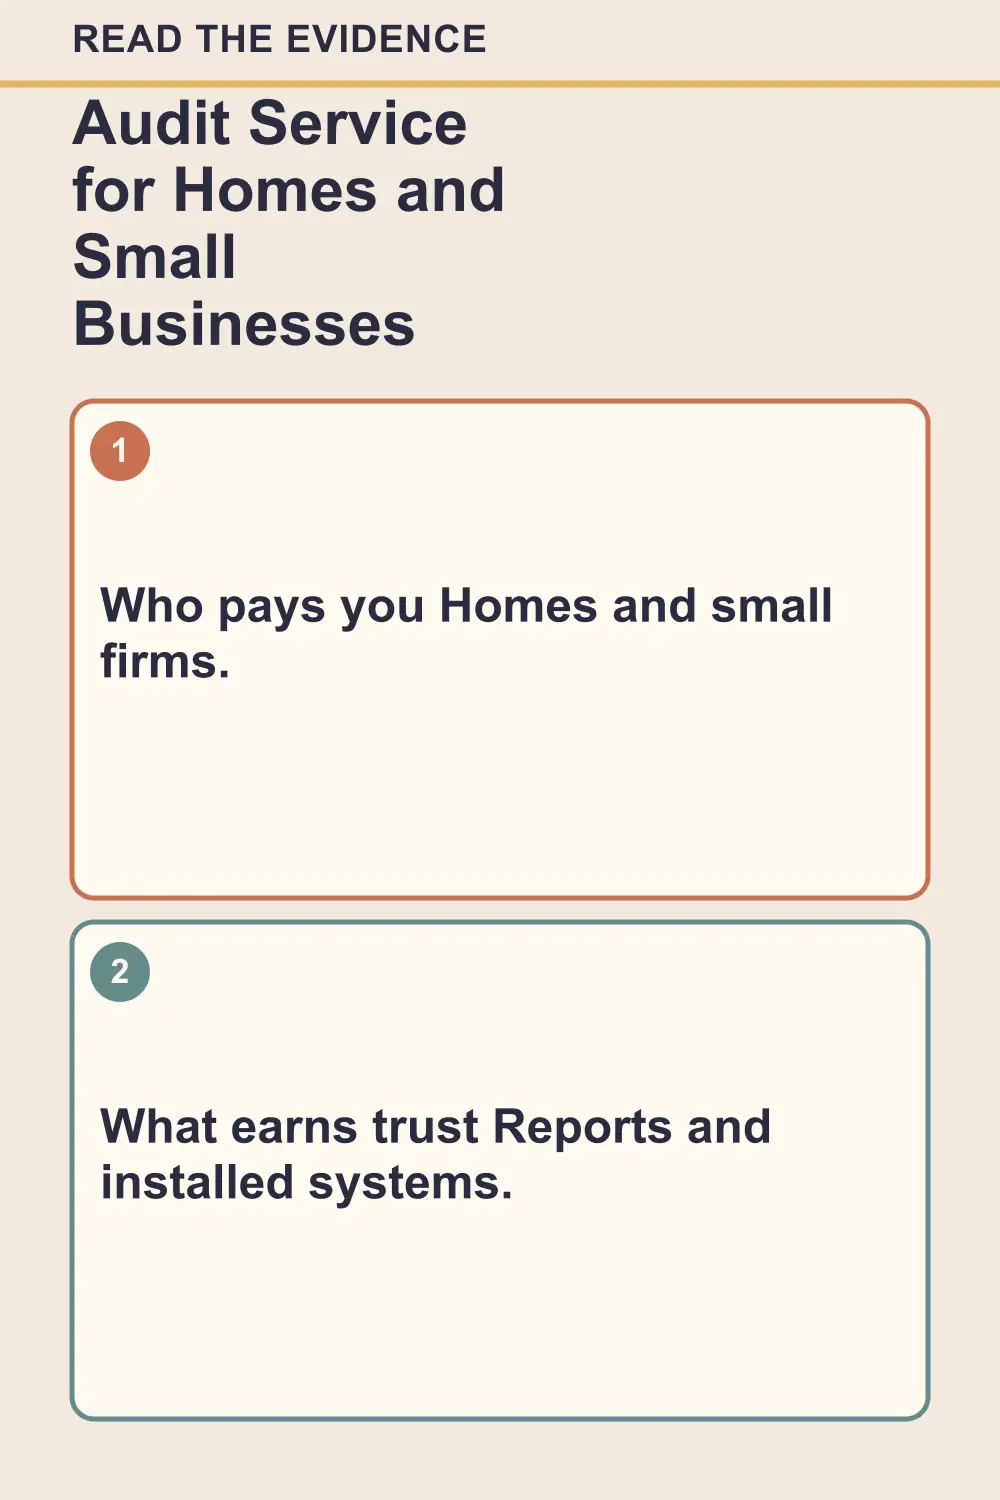 READ THE EVIDENCE
Audit Service
for Homes and
Small
Businesses
1
Who pays you Homes and small
firms.
2
What earns trust Reports and
installed systems.